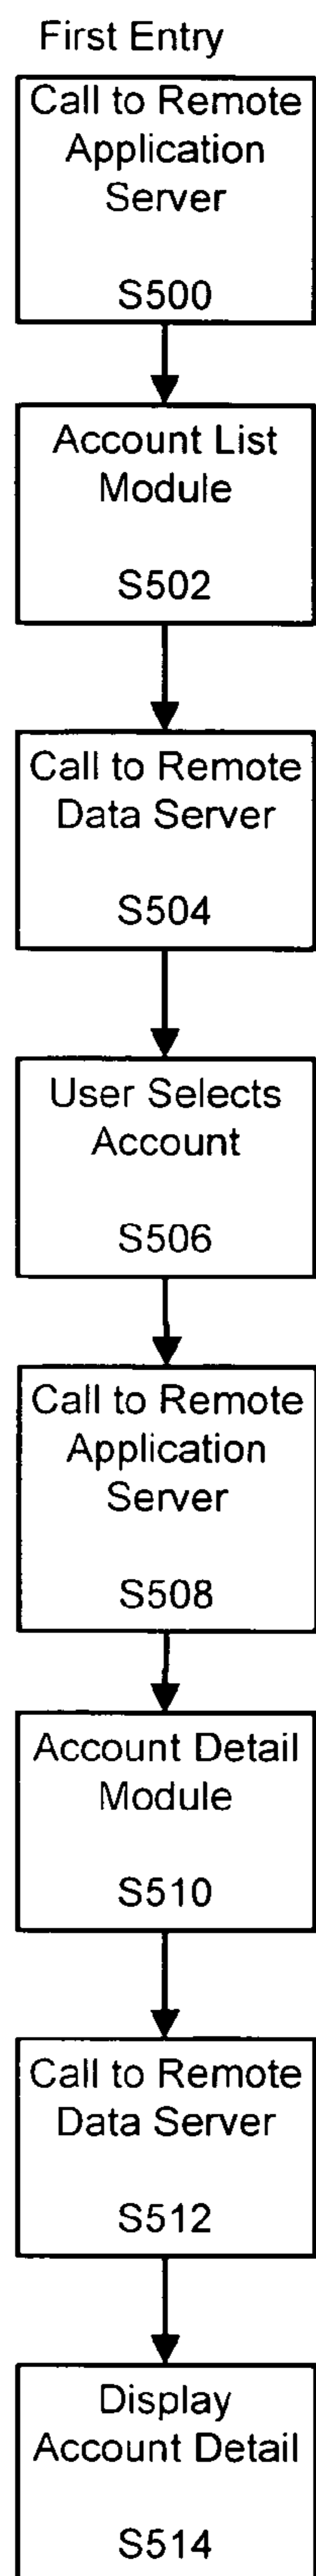 First Entry
Call to Remote
Application
Server
S500
Account List
Module
S502
Call to Remote
Data Server
S504
User Selects
Account
S506
Call to Remote
Application
Server
S508
Account Detail
Module
S510
Call to Remote
Data Server
S512
Display
Account Detail
S514